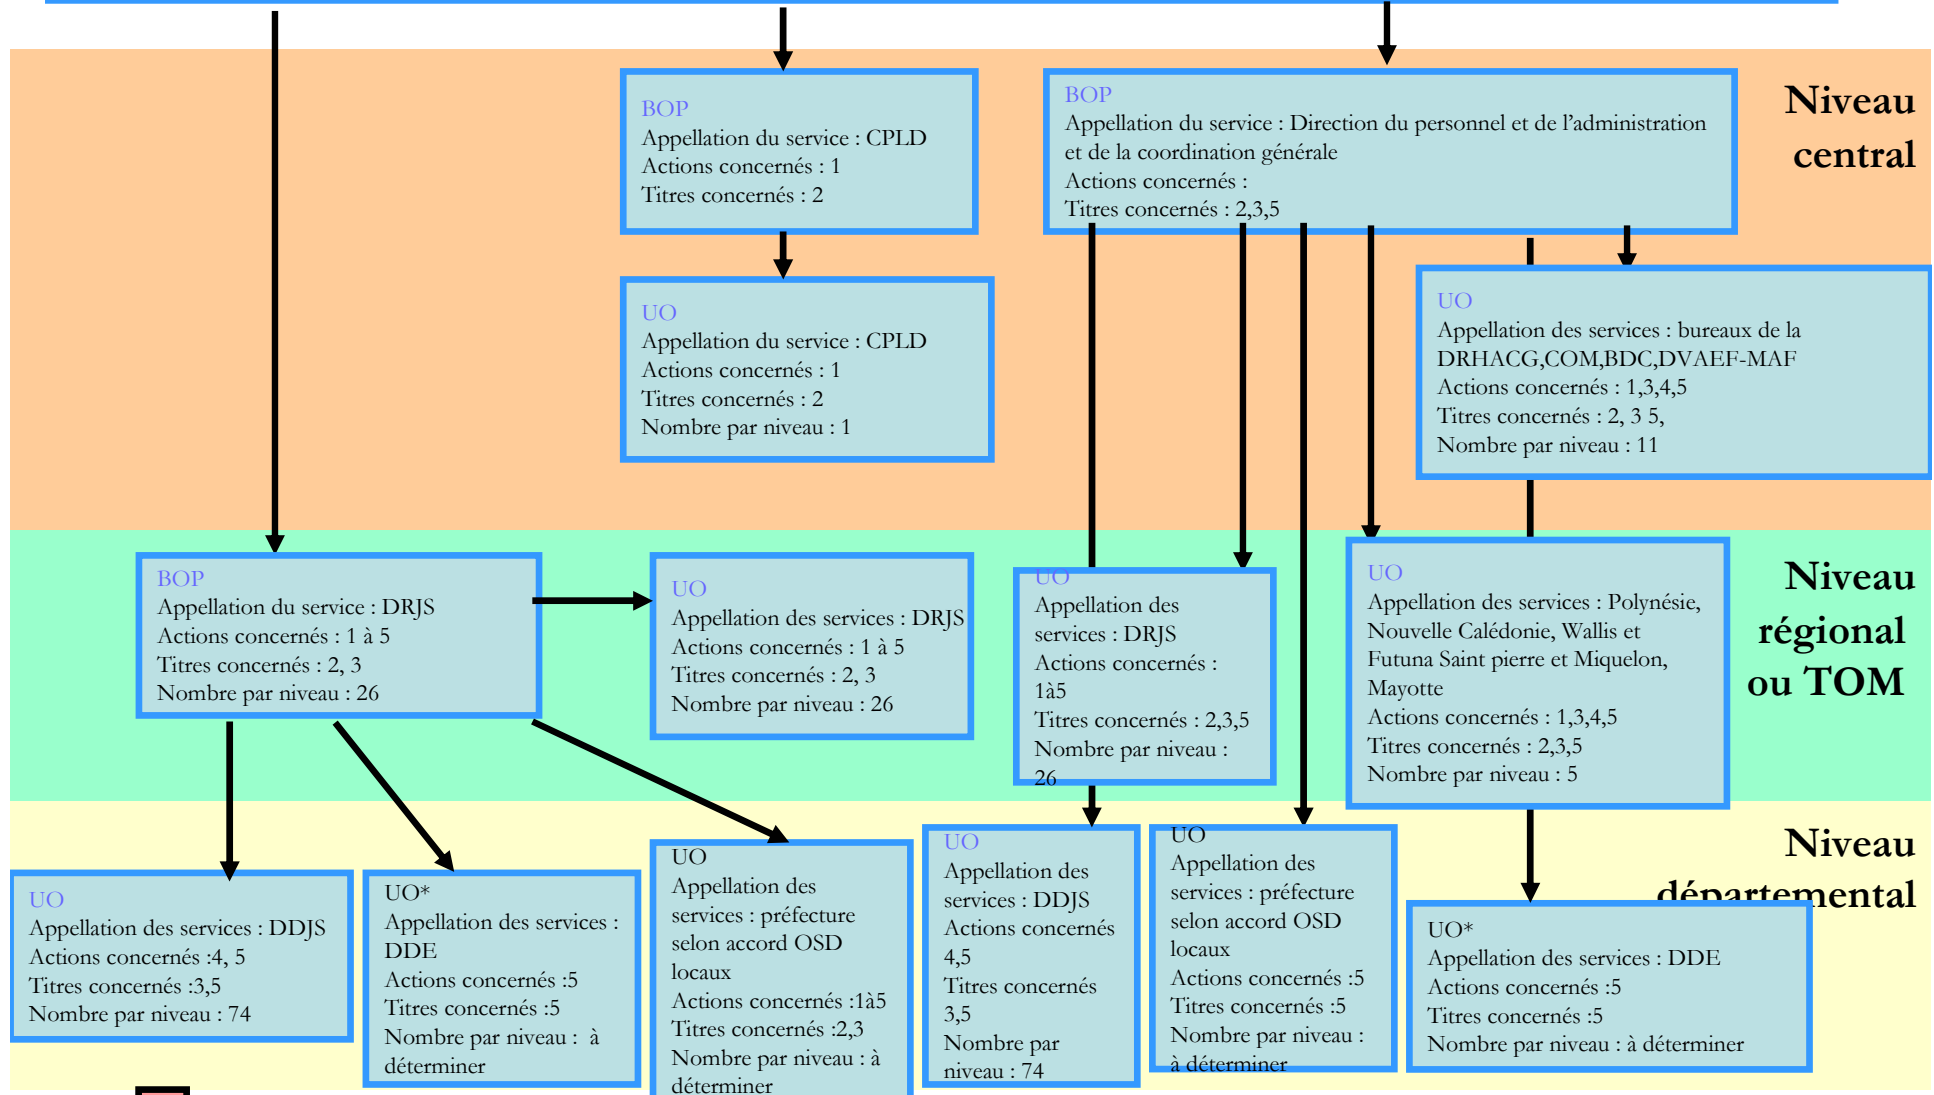 Niveau
central
BOP
Appellation du service : CPLD
Actions concernés : 1
Titres concernés : 2
BOP
Appellation du service : Direction du personnel et de l'administration
et de la coordination générale
Actions concernés :
Titres concernés : 2,3,5
UO
Appellation du service : CPLD
Actions concernés : 1
Titres concernés : 2
Nombre par niveau : 1
UO
Appellation des services : bureaux de la
DRHACG,COM,BDC,DVAEF-MAF
Actions concernés : 1,3,4,5
Titres concernés : 2, 3 5,
Nombre par niveau : 11
Niveau
régional
ou TOM
BOP
Appellation du service : DRJS
Actions concernés : 1 à 5
Titres concernés : 2, 3
Nombre par niveau : 26
UO
Appellation des services : DRJS
Actions concernés : 1 à 5
Titres concernés : 2, 3
Nombre par niveau : 26
UO
Appellation des
services : DRJS
Actions concernés :
1à5
Titres concernés : 2,3,5
Nombre par niveau :
26
UO
Appellation des services : Polynésie,
Nouvelle Calédonie, Wallis et
Futuna Saint pierre et Miquelon,
Mayotte
Actions concernés : 1,3,4,5
Titres concernés : 2,3,5
Nombre par niveau : 5
Niveau
départemental
UO
Appellation des services : DDJS
Actions concernés :4, 5
Titres concernés :3,5
Nombre par niveau : 74
UO*
Appellation des services :
DDE
Actions concernés :5
Titres concernés :5
Nombre par niveau : à
déterminer
UO
Appellation des
services : préfecture
selon accord OSD
locaux
Actions concernés :1à5
Titres concernés :2,3
Nombre par niveau : à
déterminer
UO
Appellation des
services : DDJS
Actions concernés
4,5
Titres concernés
3,5
Nombre par
niveau : 74
UO
Appellation des
services : préfecture
selon accord OSD
locaux
Actions concernés :5
Titres concernés :5
Nombre par niveau :
à déterminer
UO*
Appellation des services : DDE
Actions concernés :5
Titres concernés :5
Nombre par niveau : à déterminer